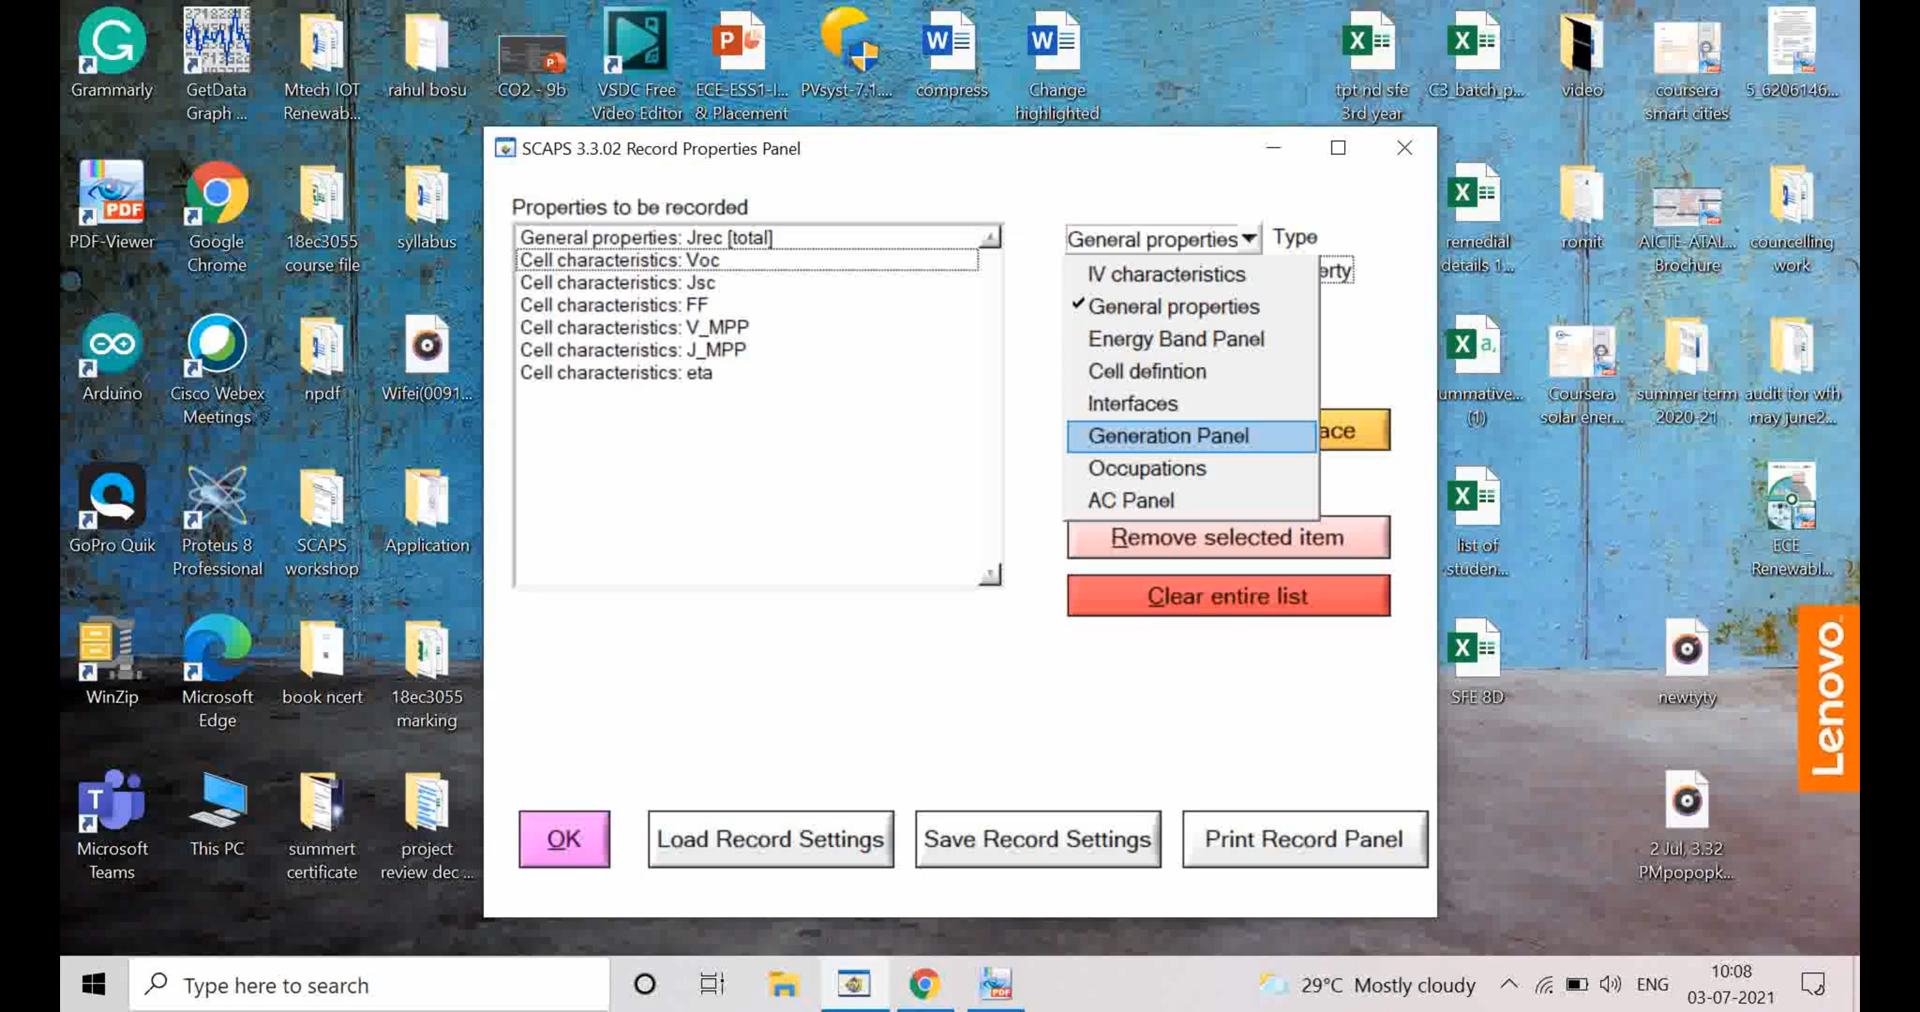 Grammarly
GetData
Graph ...
Mtech IOT
Renewab...
rahul bosu
CO2 - 9b
VSDC Free
Video Editor
ECE-ESS1-I...
& Placement
PVsyst-7.1....
compress
Change
highlighted
tpt nd sfe
3rd year
C3_batch_p...
video
coursera
smart cities
5_6206146...
SCAPS 3.3.02 Record Properties Panel
Properties to be recorded
General properties: Jrec [total]
Cell characteristics: Voc
Cell characteristics: Jsc
Cell characteristics: FF
Cell characteristics: V_MPP
Cell characteristics: J_MPP
Cell characteristics: eta
General properties
Type
erty
IV characteristics
General properties
Energy Band Panel
Cell defintion
Interfaces
Generation Panel
Occupations
AC Panel
ace
Remove selected item
Clear entire list
OK
Load Record Settings
Save Record Settings
Print Record Panel
PDF-Viewer
Google
Chrome
18ec3055
course file
syllabus
remedial
details 1...
romit
AICTE-ATAL...
Brochure
councelling
work
Arduino
Cisco Webex
Meetings
npdf
Wifei(0091...
ummative...
(1)
Coursera
solar ener...
summer term
2020-21
audit for wfh
may june2...
GoPro Quik
Proteus 8
Professional
SCAPS
workshop
Application
list of
studen...
ECE _
Renewabl...
WinZip
Microsoft
Edge
book ncert
18ec3055
marking
SFE 8D
newtyty
Lenovo
Microsoft
Teams
This PC
summert
certificate
project
review dec ...
2 Jul, 3.32
PMpopopk...
Type here to search
29°C Mostly cloudy
ENG
10:08
03-07-2021